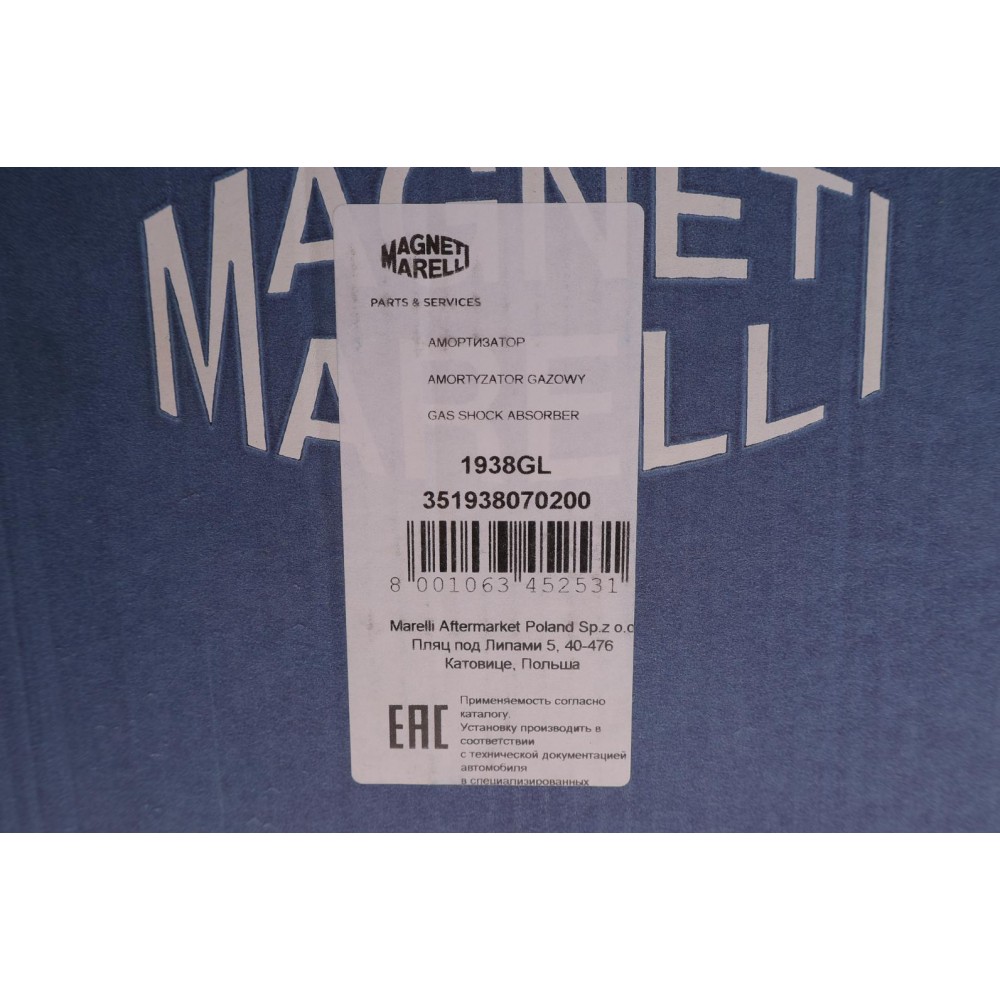 MAGNETI
MARELLI
MAGNETI
MARELLI
PARTS & SERVICES
АМОРТИЗАТОР
AMORTYZATOR GAZOWY
GAS SHOCK ABSORBER
1938GL
351938070200
8 001063 452531
Marelli Aftermarket Poland Sp.z o.o
Пляц под Липами 5, 40-476
Катовице, Польша
EAC
Применяемость согласно
каталогу.
Установку производить в
соответствии
с технической документацией
автомобиля
в специализированных